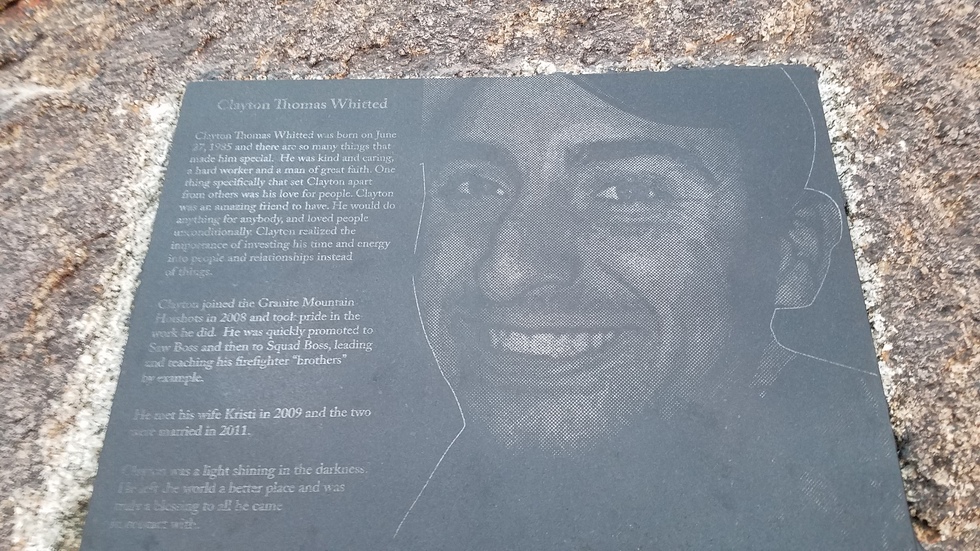 Clayton Thomas Whitted
Clayton Thomas Whitted was born on June
27, 1985 and there are so many things that
made him special. He was kind and caring,
a hard worker and a man of great faith. One
thing specifically that set Clayton apart
from others was his love for people. Clayton
was an amazing friend to have. He would do
anything for anybody, and loved people
unconditionally. Clayton realized the
importance of investing his time and energy
into people and relationships instead
of things.
Clayton joined the Granite Mountain
Hotshots in 2008 and took pride in the
work he did. He was quickly promoted to
Saw Boss and then to Squad Boss, leading
and teaching his firefighter "brothers"
by example.
He met his wife Kristi in 2009 and the two
were married in 2011.
Clayton was a light shining in the darkness.
He left the world a better place and was
truly a blessing to all he came
in contact with.